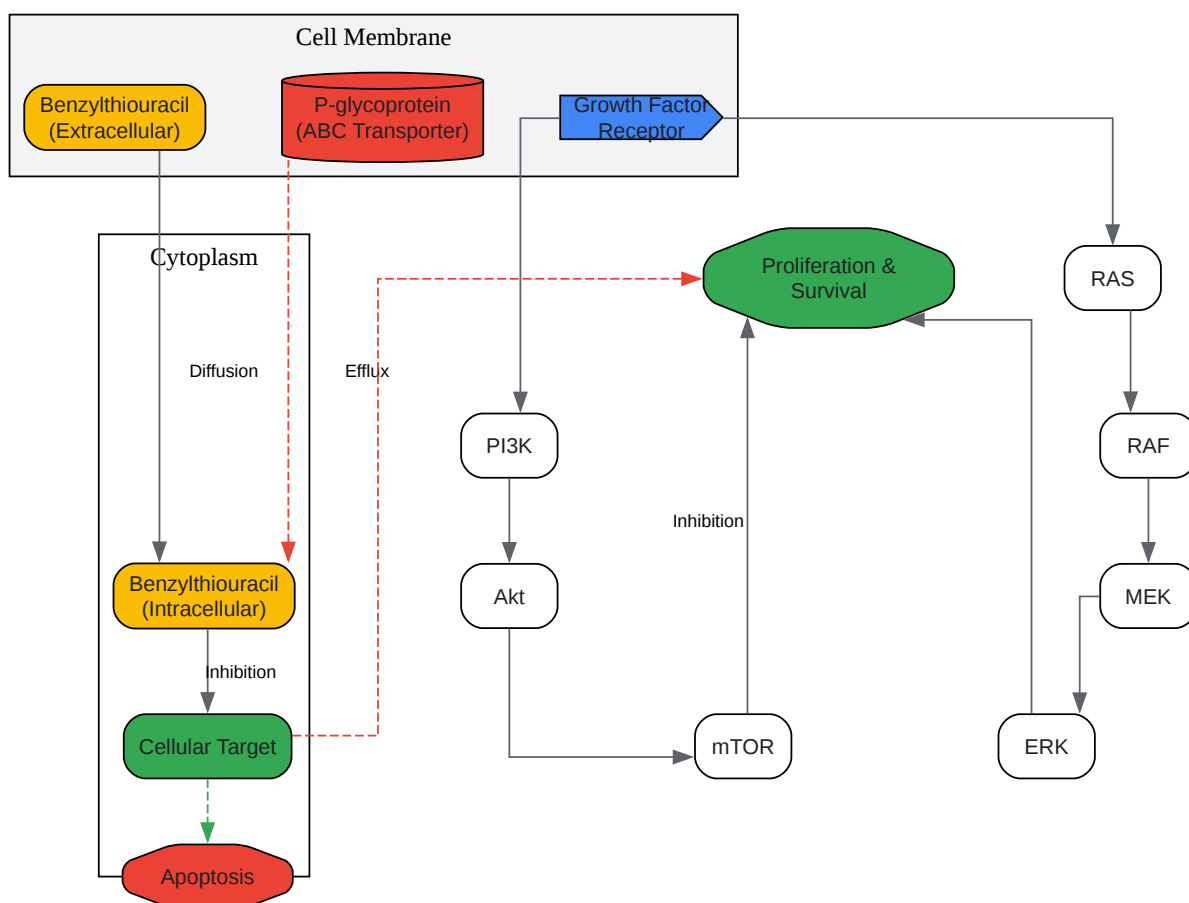 Cell Membrane
Benzylthiouracil
(Extracellular)
P-glycoprotein
(ABC Transporter)
Growth Factor
Receptor
Cytoplasm
Proliferation &
Survival
RAS
Diffusion
Efflux
PI3K
RAF
Inhibition
Benzylthiouracil
(Intracellular)
Akt
MEK
Inhibition
Cellular Target
mTOR
ERK
Apoptosis